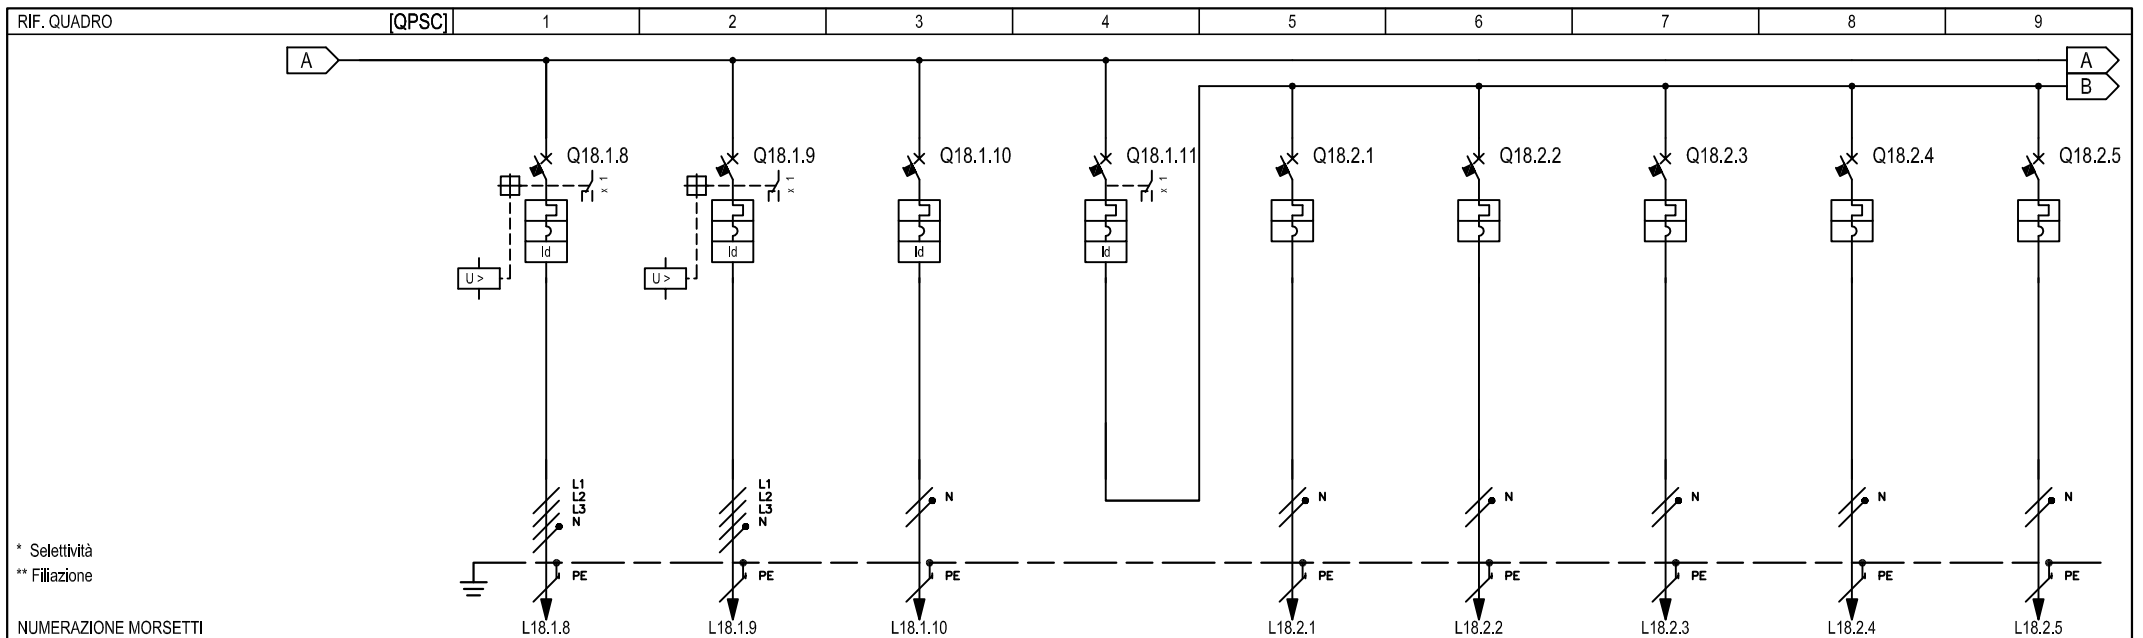 RIF. QUADRO [QPSC] 1 2 3 4 5 6 7 8 9
A A
B
Q18.1.8 Q18.1.9 Q18.1.10 Q18.1.11 Q18.2.1 Q18.2.2 Q18.2.3 Q18.2.4 Q18.2.5
x 1 x 1 x 1
Id Id Id Id
U > U >
L1 L1
L2 L2
L3 L3
N N
N N N N N N
* Selettività
** Filiazione
PE PE PE PE PE PE PE PE
NUMERAZIONE MORSETTI L18.1.8 L18.1.9 L18.1.10 L18.2.1 L18.2.2 L18.2.3 L18.2.4 L18.2.5